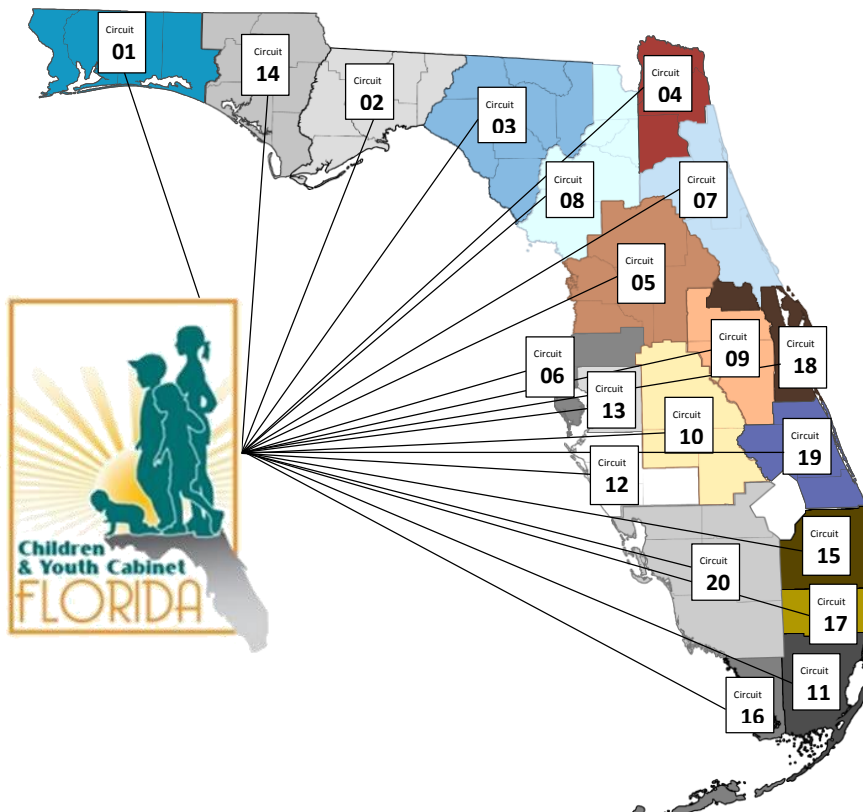 Circuit
01
Circuit
14
Circuit
02
Circuit
03
Circuit
04
Circuit
08
Circuit
07
Circuit
05
Circuit
06
Circuit
09
Circuit
18
Circuit
13
Circuit
10
Circuit
19
Circuit
12
Circuit
15
Circuit
20
Circuit
17
Circuit
11
Circuit
16
Children
& Youth Cabinet
FLORIDA